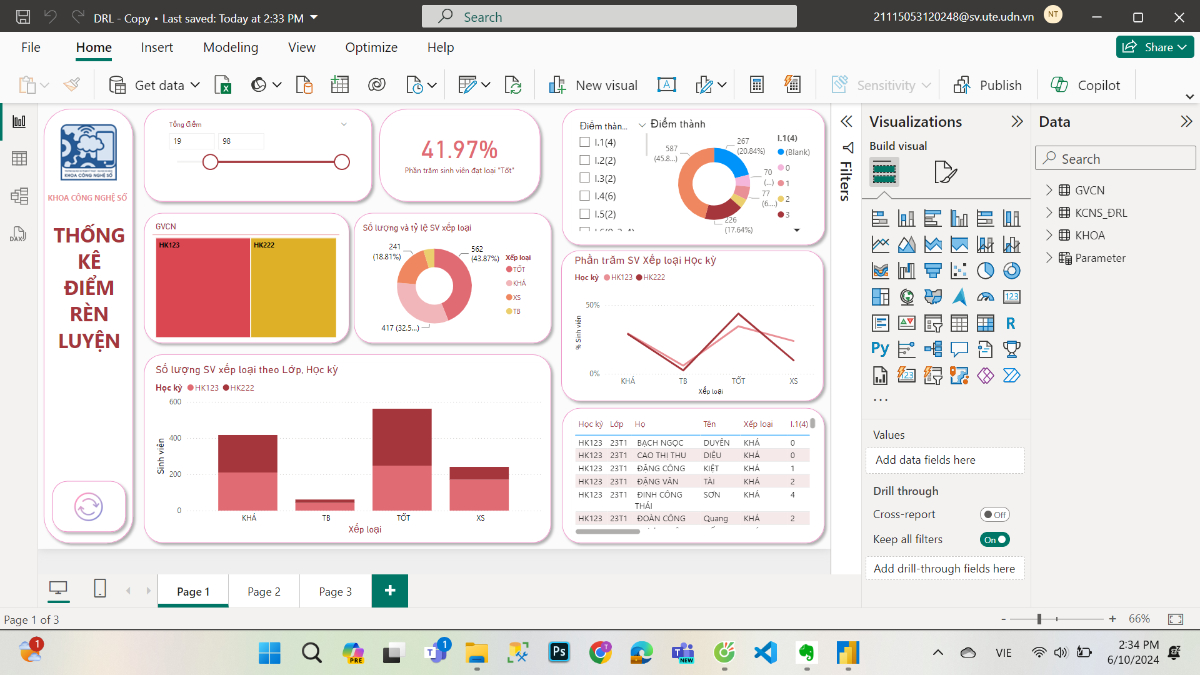 DRL - Copy • Last saved: Today at 2:33 PM
Search
21115053120248@sv.ute.udn.vn
NT
File
Home
Insert
Modeling
View
Optimize
Help
Share
Get data
New visual
Sensitivity
Publish
Copilot
KHOA CÔNG NGHỆ SỐ
KHOA CÔNG NGHỆ SỐ
THỐNG
KÊ
ĐIỂM
RÈN
LUYỆN
Tổng điểm
19
98
41.97%
Phần trăm sinh viên đạt loại "Tốt"
Điểm thàn...
I.1(4)
I.2(2)
I.3(2)
I.4(6)
I.5(2)
Điểm thành
587
(45.8...)
267
(20.84%)
70
(...)
77
(6....)
226
(17.64%)
I.1(4)
(Blank)
0
1
2
3
GVCN
HK123
HK222
Số lượng và tỷ lệ SV xếp loại
241
(18.81%)
562
(43.87%)
417 (32.5...)
Xếp loại
TỐT
KHÁ
XS
TB
Phần trăm SV Xếp loại Học kỳ
Học kỳ HK123 HK222
50%
0%
% Sinh viên
KHÁ TB TỐT XS
Xếp loại
Số lượng SV xếp loại theo Lớp, Học kỳ
Học kỳ HK123 HK222
600
400
200
0
Sinh viên
KHÁ TB TỐT XS
Xếp loại
Học kỳ Lớp Họ Tên Xếp loại I.1(4)
HK123 23T1 BẠCH NGỌC DUYÊN KHÁ 0
HK123 23T1 CAO THỊ THU DIỆU KHÁ 0
HK123 23T1 ĐẶNG CÔNG KIỆT KHÁ 1
HK123 23T1 ĐẶNG VĂN TÀI KHÁ 2
HK123 23T1 ĐINH CÔNG SƠN KHÁ 4
THÁI
HK123 23T1 ĐOÀN CÔNG Quang KHÁ 2
Filters
Visualizations
Build visual
123
R
Py
123
...
Values
Add data fields here
Drill through
Cross-report
Off
Keep all filters
On
Add drill-through fields here
Data
Search
GVCN
KCNS_ĐRL
KHOA
Parameter
DAX
Page 1
Page 2
Page 3
+
Page 1 of 3
- + 66%
1
PRE
1
Ps
NEW
VIE
2:34 PM
6/10/2024